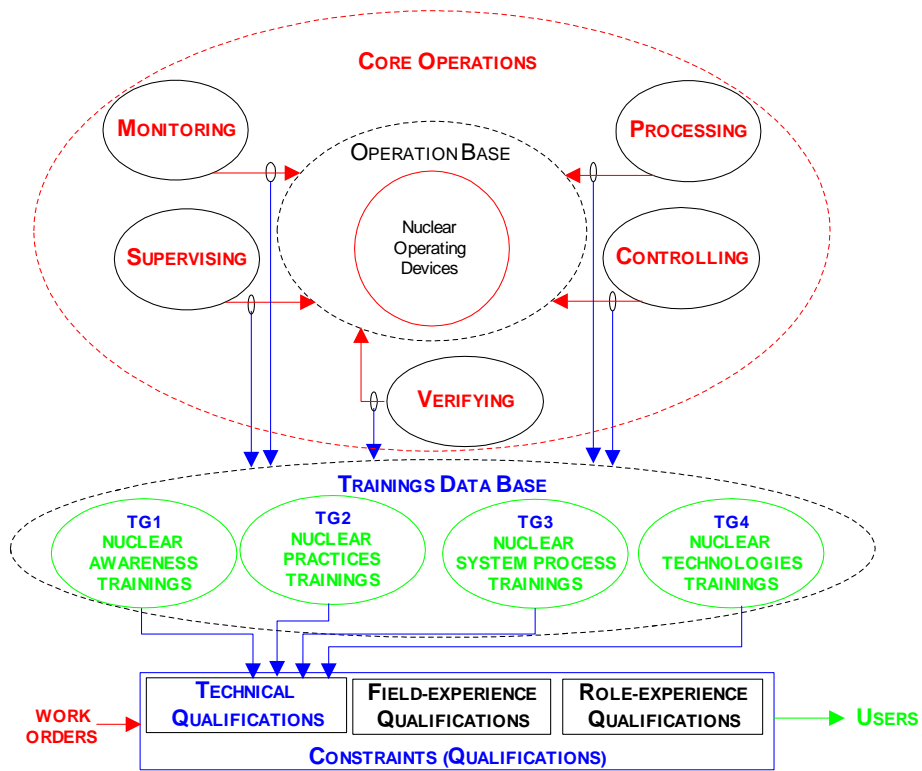 CORE OPERATIONS
MONITORING
PROCESSING
OPERATION BASE
Nuclear
Operating
Devices
SUPERVISING
CONTROLLING
VERIFYING
TRAININGS DATA BASE
TG1
NUCLEAR
AWARENESS
TRAININGS
TG2
NUCLEAR
PRACTICES
TRAININGS
TG3
NUCLEAR
SYSTEM PROCESS
TRAININGS
TG4
NUCLEAR
TECHNOLOGIES
TRAININGS
TECHNICAL
QUALIFICATIONS
FIELD-EXPERIENCE
QUALIFICATIONS
ROLE-EXPERIENCE
QUALIFICATIONS
WORK
ORDERS
USERS
CONSTRAINTS (QUALIFICATIONS)